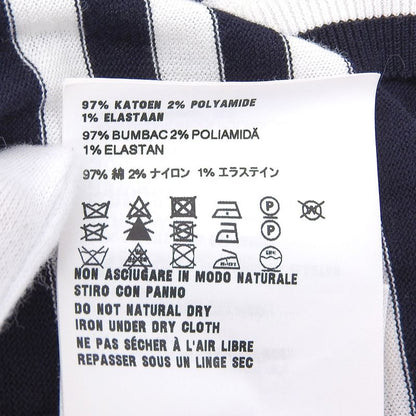 97% KATOEN 2% POLYAMIDE
1% ELASTAAN
97% BUMBAC 2% POLIAMIDĂ
1% ELASTAN
97% 綿 2% ナイロン 1% エラステイン
P W
P
P
NON ASCIUGARE IN MODO NATURALE
STIRO CON PANNO
DO NOT NATURAL DRY
IRON UNDER DRY CLOTH
NE PAS SÉCHER À L'AIR LIBRE
REPASSER SOUS UN LINGE SEC